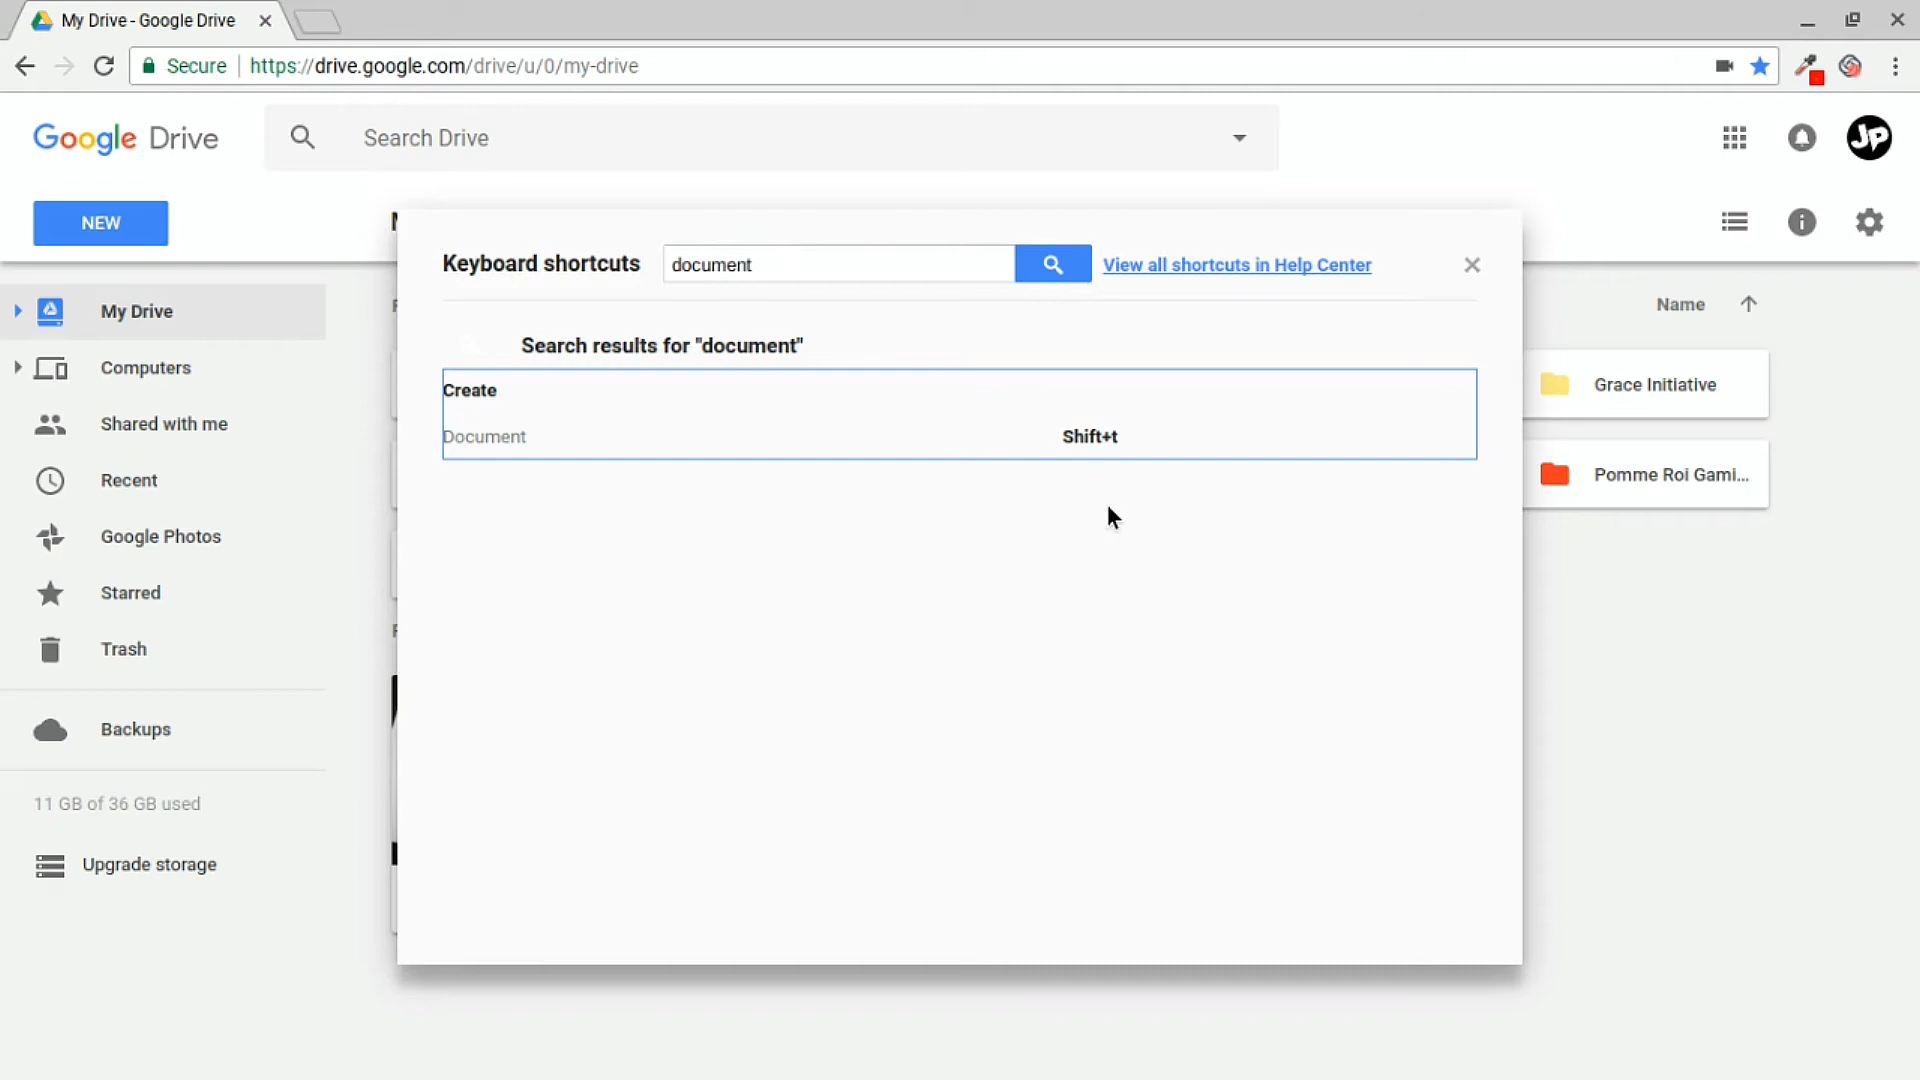 My Drive - Google Drive
Secure https://drive.google.com/drive/u/0/my-drive
Google Drive
Search Drive
JP
NEW
Keyboard shortcuts
document
View all shortcuts in Help Center
My Drive
Name
Search results for "document"
Computers
Create
Grace Initiative
Shared with me
Document
Shift+t
Recent
Pomme Roi Gami...
Google Photos
Starred
Trash
Backups
11 GB of 36 GB used
Upgrade storage